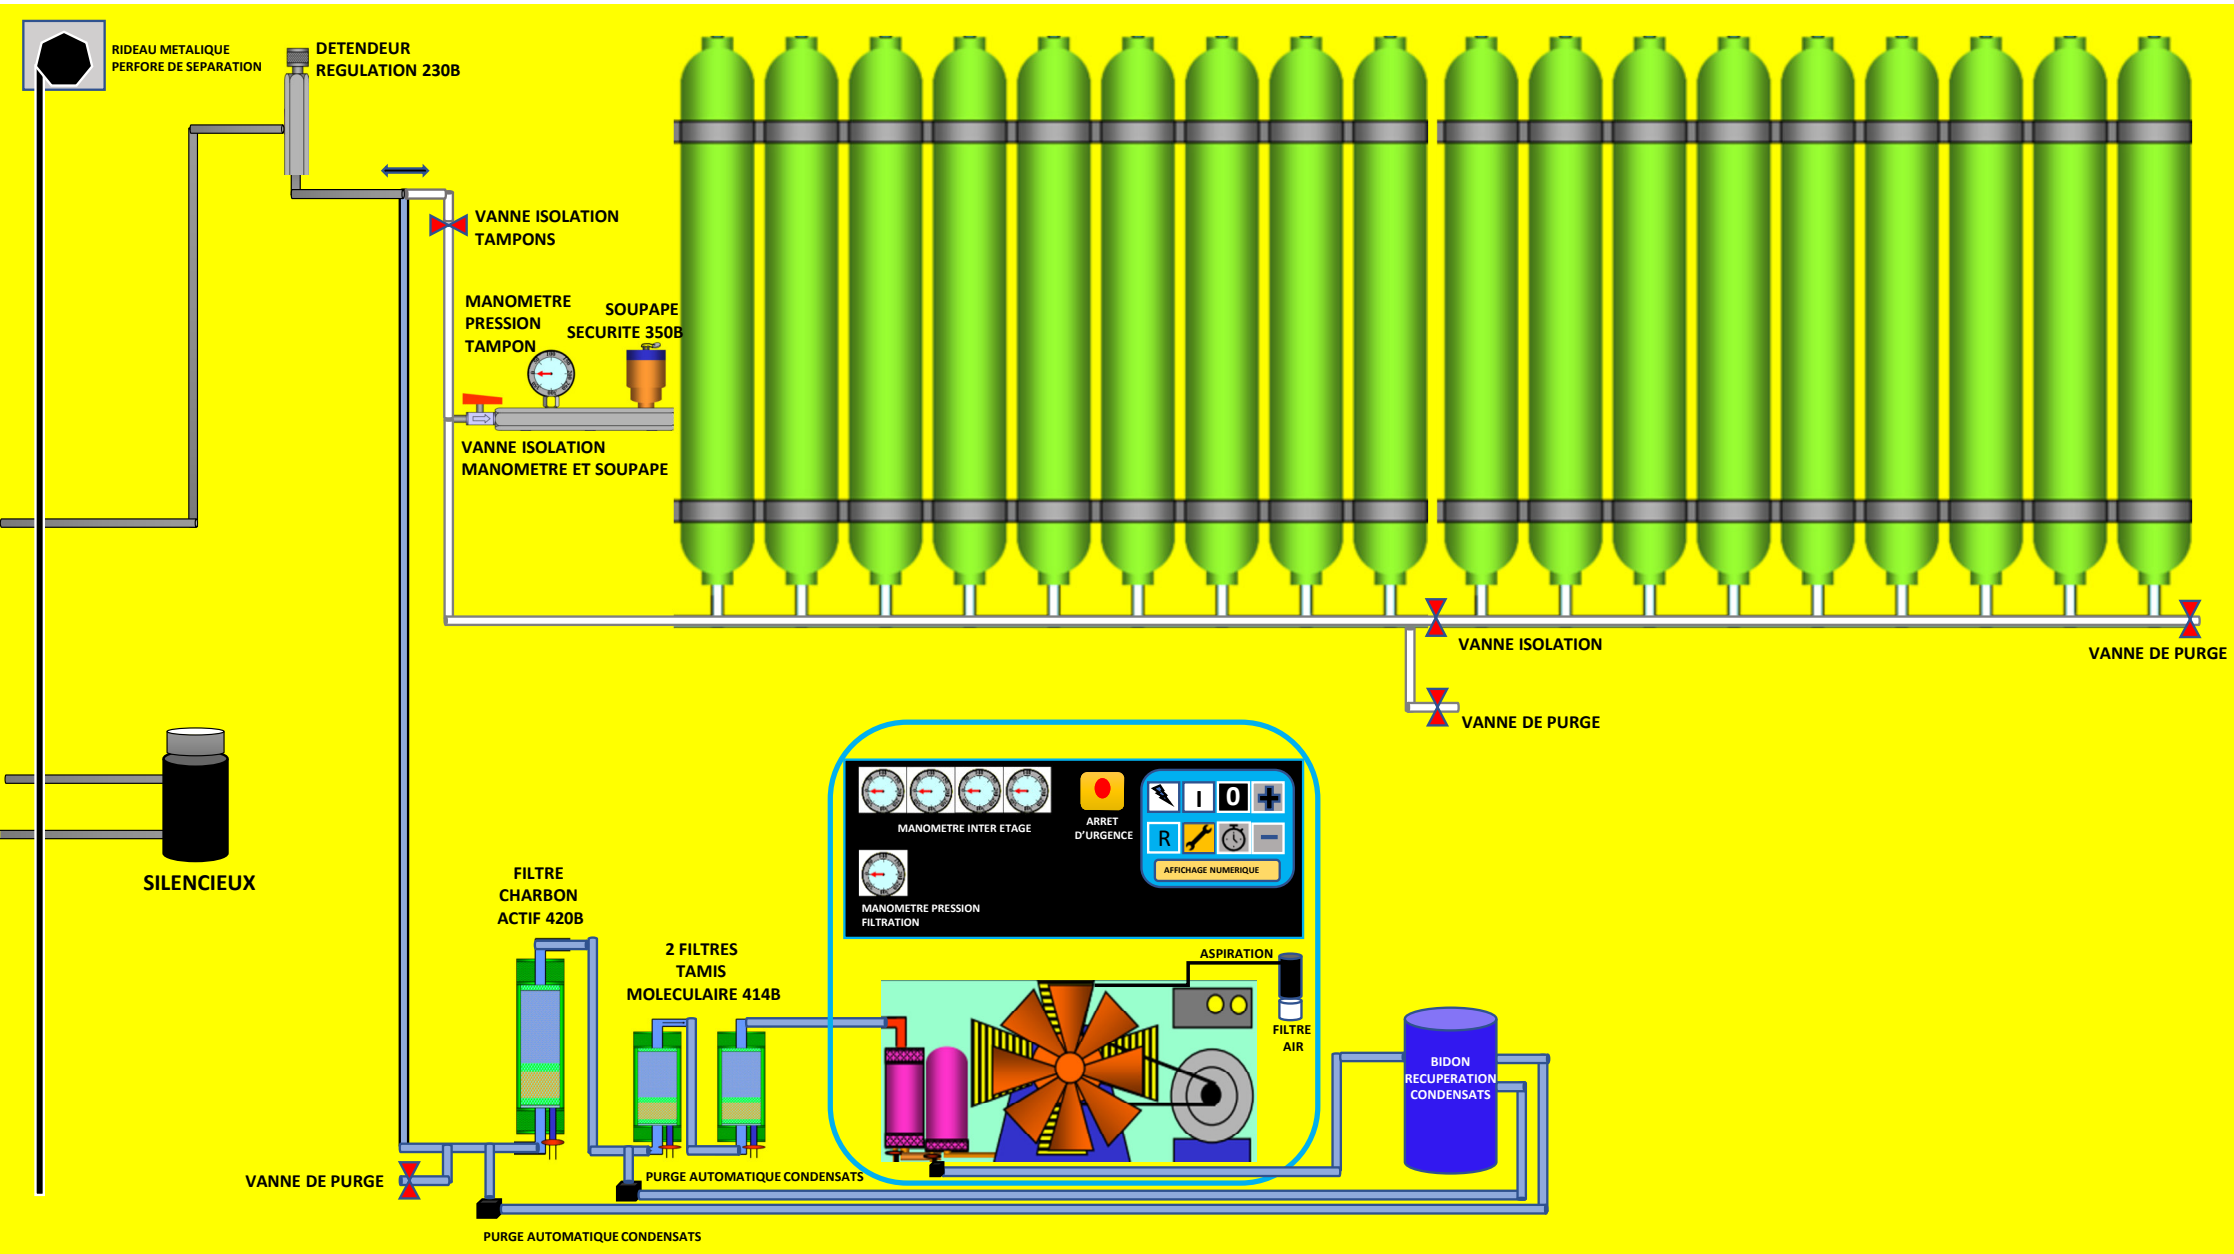 RIDEAU METALIQUE
PERFORE DE SEPARATION
DETENDEUR
REGULATION 230B
VANNE ISOLATION
TAMPONS
MANOMETRE
PRESSION
TAMPON
SOUPAPE
SECURITE 350B
VANNE ISOLATION
MANOMETRE ET SOUPAPE
VANNE ISOLATION
VANNE DE PURGE
VANNE DE PURGE
SILENCIEUX
MANOMETRE INTER ETAGE
ARRET
D'URGENCE
I
0
R
AFFICHAGE NUMERIQUE
MANOMETRE PRESSION
FILTRATION
FILTRE
CHARBON
ACTIF 420B
2 FILTRES
TAMIS
MOLECULAIRE 414B
ASPIRATION
FILTRE
AIR
BIDON
RECUPERATION
CONDENSATS
VANNE DE PURGE
PURGE AUTOMATIQUE CONDENSATS
PURGE AUTOMATIQUE CONDENSATS